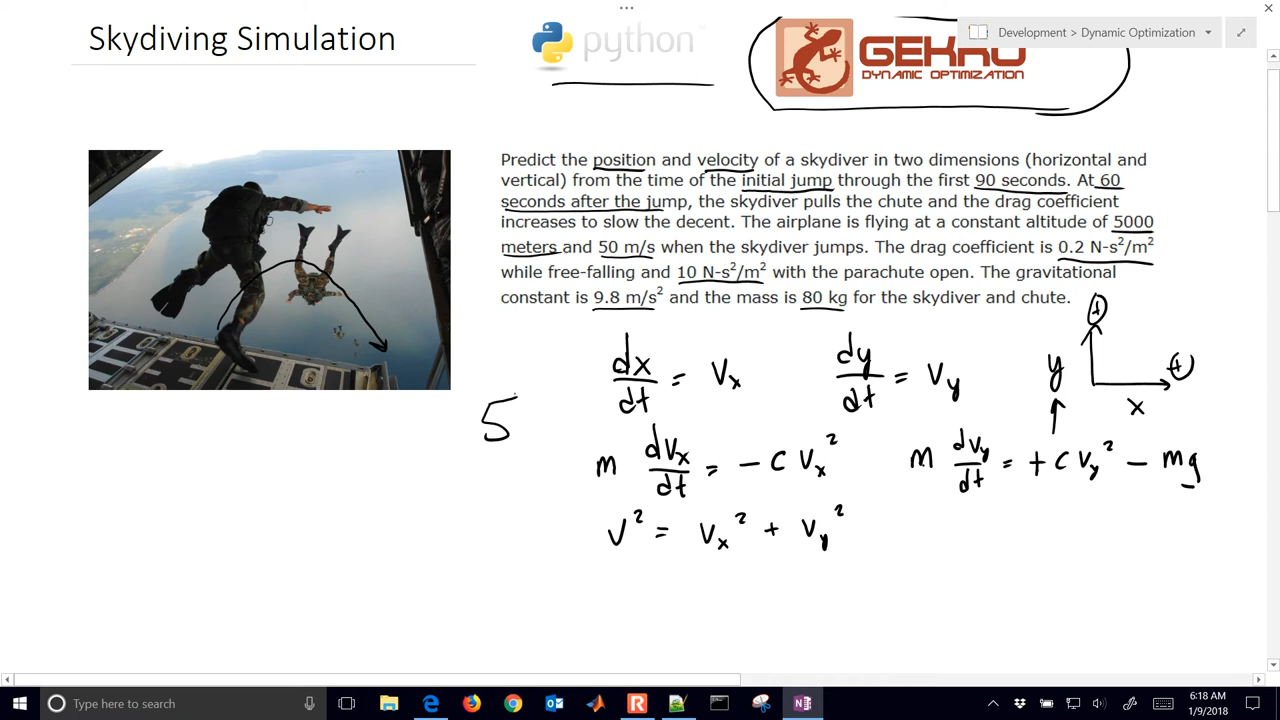 Skydiving Simulation
python
GEKKO
DYNAMIC OPTIMIZATION
Development > Dynamic Optimization
Predict the position and velocity of a skydiver in two dimensions (horizontal and
vertical) from the time of the initial jump through the first 90 seconds. At 60
seconds after the jump, the skydiver pulls the chute and the drag coefficient
increases to slow the decent. The airplane is flying at a constant altitude of 5000
meters and 50 m/s when the skydiver jumps. The drag coefficient is 0.2 N-s²/m²
while free-falling and 10 N-s²/m² with the parachute open. The gravitational
constant is 9.8 m/s² and the mass is 80 kg for the skydiver and chute.
+
dx/dt = Vx dy/dt = Vy y + x
5
m dVx/dt = - C Vx² m dVy/dt = + C Vy² - mg
V² = Vx² + Vy²
Type here to search
6:18 AM
1/9/2018